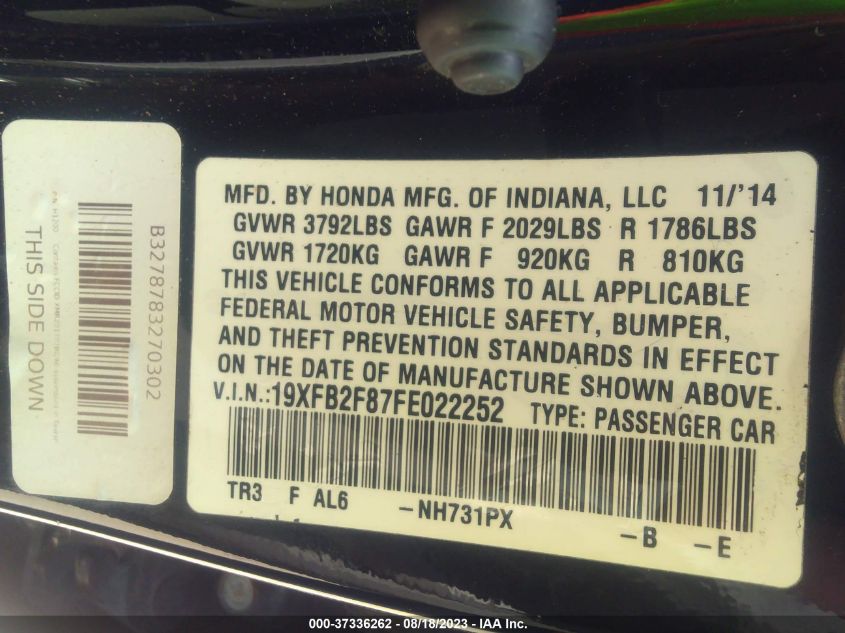 MFD. BY HONDA MFG. OF INDIANA, LLC 11/'14
GVWR 3792LBS GAWR F 2029LBS R 1786LBS
GVWR 1720KG GAWR F 920KG R 810KG
THIS VEHICLE CONFORMS TO ALL APPLICABLE
FEDERAL MOTOR VEHICLE SAFETY, BUMPER,
AND THEFT PREVENTION STANDARDS IN EFFECT
ON THE DATE OF MANUFACTURE SHOWN ABOVE.
V.I.N.:19XFB2F87FE022252 TYPE: PASSENGER CAR
TR3 F AL6 -NH731PX -B -E
B3278783270302
THIS SIDE DOWN
000-37336262 - 08/18/2023 - IAA, Inc.